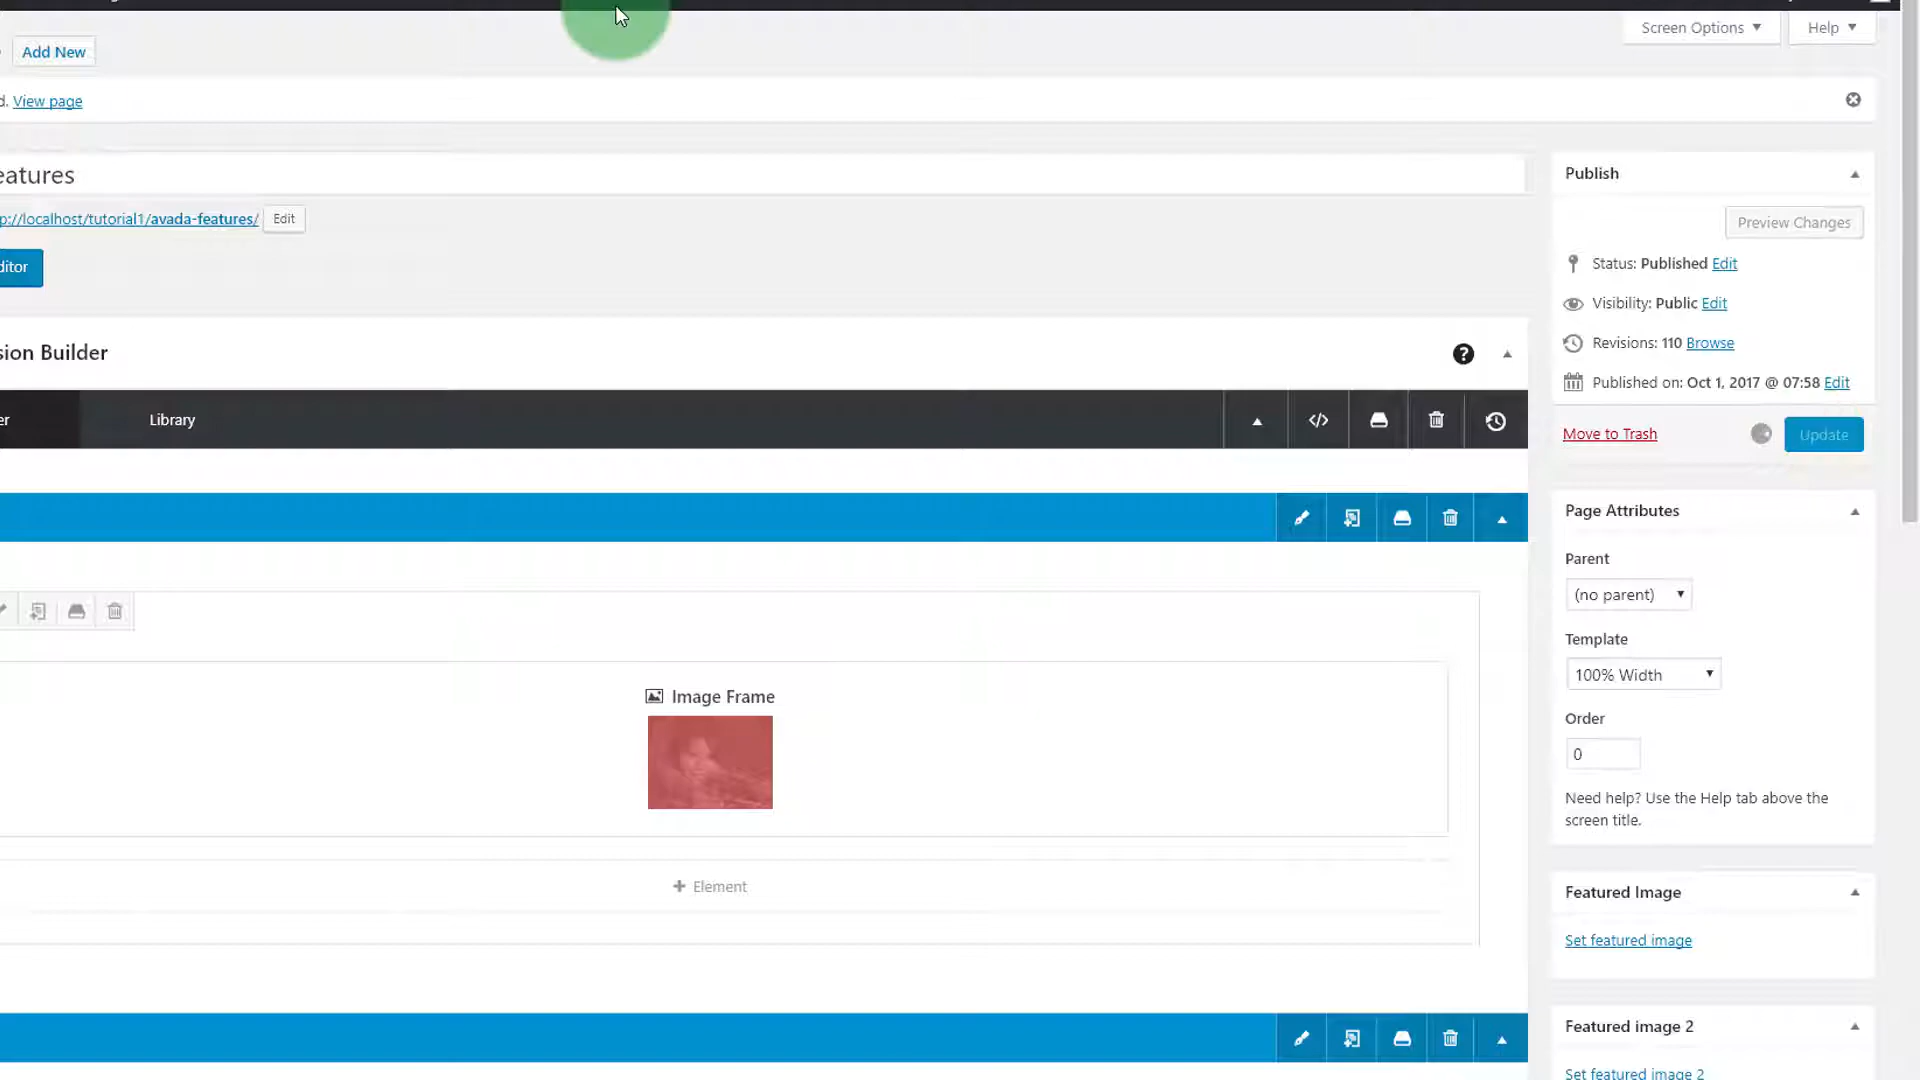 Screen Options
Help
Add New
d. View page
eatures
p://localhost/tutorial1/avada-features/ Edit
ditor
sion Builder
er
Library
Image Frame
Element
Publish
Preview Changes
Status: Published Edit
Visibility: Public Edit
Revisions: 110 Browse
Published on: Oct 1, 2017 @ 07:58 Edit
Move to Trash
Update
Page Attributes
Parent
(no parent)
Template
100% Width
Order
0
Need help? Use the Help tab above the
screen title.
Featured Image
Set featured image
Featured image 2
Set featured image 2